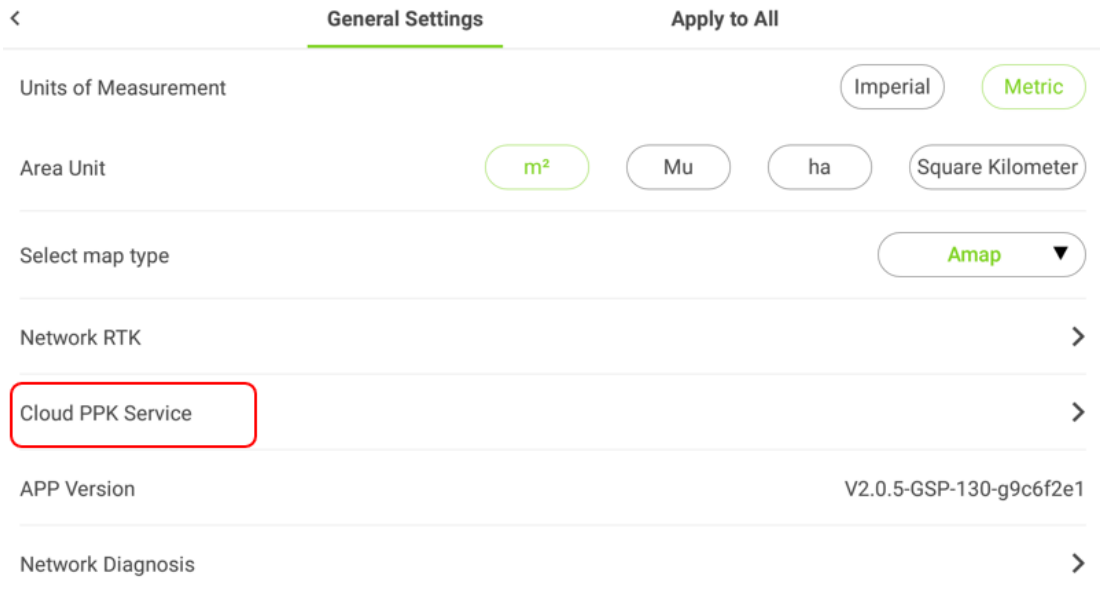 General Settings Apply to All
Units of Measurement Imperial Metric
Area Unit m² Mu ha Square Kilometer
Select map type Amap
Network RTK
Cloud PPK Service
APP Version V2.0.5-GSP-130-g9c6f2e1
Network Diagnosis